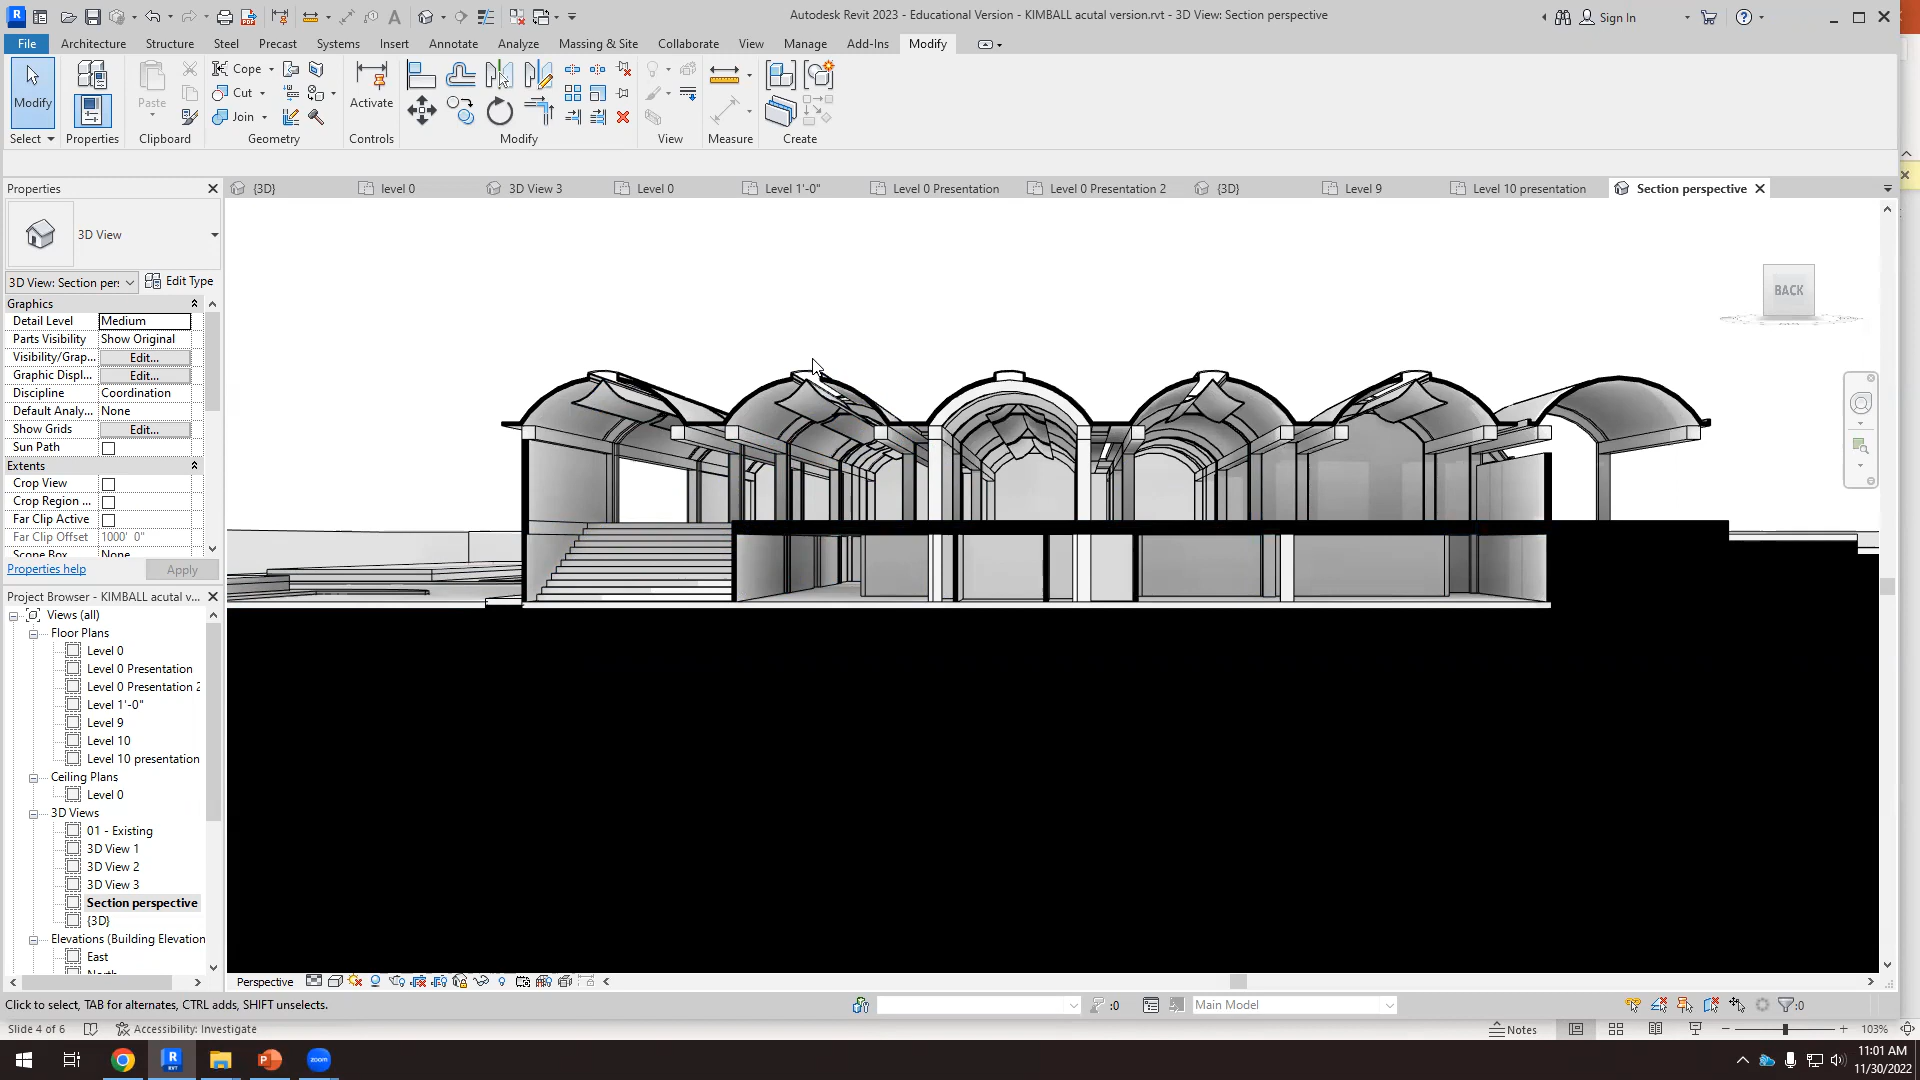 Autodesk Revit 2023 - Educational Version - KIMBALL acutal version.rvt - 3D View: Section perspective
Sign In
File Architecture Structure Steel Precast Systems Insert Annotate Analyze Massing & Site Collaborate View Manage Add-Ins Modify
Modify
Paste
Cope
Cut
Join
Activate
Select Properties Clipboard Geometry Controls Modify View Measure Create
Properties
{3D} level 0 3D View 3 Level 0 Level 1'-0" Level 0 Presentation Level 0 Presentation 2 {3D} Level 9 Level 10 presentation Section perspective
3D View
3D View: Section per: Edit Type
Graphics
Detail Level Medium
Parts Visibility Show Original
Visibility/Grap... Edit...
Graphic Displ... Edit...
Discipline Coordination
Default Analy... None
Show Grids Edit...
Sun Path
Extents
Crop View
Crop Region ...
Far Clip Active
Far Clip Offset 1000' 0"
Scope Box None
Properties help Apply
BACK
Project Browser - KIMBALL acutal v...
Views (all)
Floor Plans
Level 0
Level 0 Presentation
Level 0 Presentation 2
Level 1'-0"
Level 9
Level 10
Level 10 presentation
Ceiling Plans
Level 0
3D Views
01 - Existing
3D View 1
3D View 2
3D View 3
Section perspective
{3D}
Elevations (Building Elevation
East
North
Perspective
Click to select, TAB for alternates, CTRL adds, SHIFT unselects.
:0
Main Model
:0
Slide 4 of 6 Accessibility: Investigate Notes 103%
11:01 AM
11/30/2022